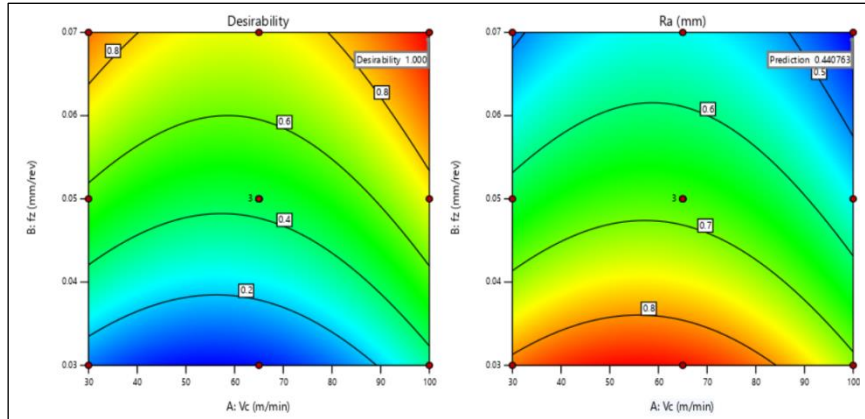 Desirability
0.07
0.06
0.05
0.04
0.03
B: fz (mm/rev)
0.8
Desirability 1.000
0.8
0.6
3
0.4
0.2
30 40 50 60 70 80 90 100
A: Vc (m/min)
Ra (mm)
0.07
0.06
0.05
0.04
0.03
B: fz (mm/rev)
Prediction 0.440763
0.5
0.6
3
0.7
0.8
30 40 50 60 70 80 90 100
A: Vc (m/min)